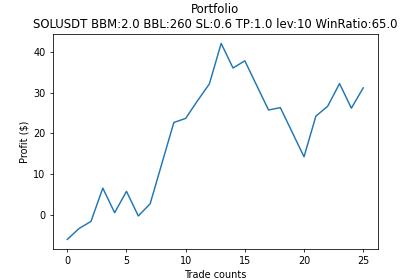 Portfolio
SOLUSDT BBM:2.0 BBL:260 SL:0.6 TP:1.0 lev:10 WinRatio:65.0
40
30
20
10
0
Profit ($)
0 5 10 15 20 25
Trade counts